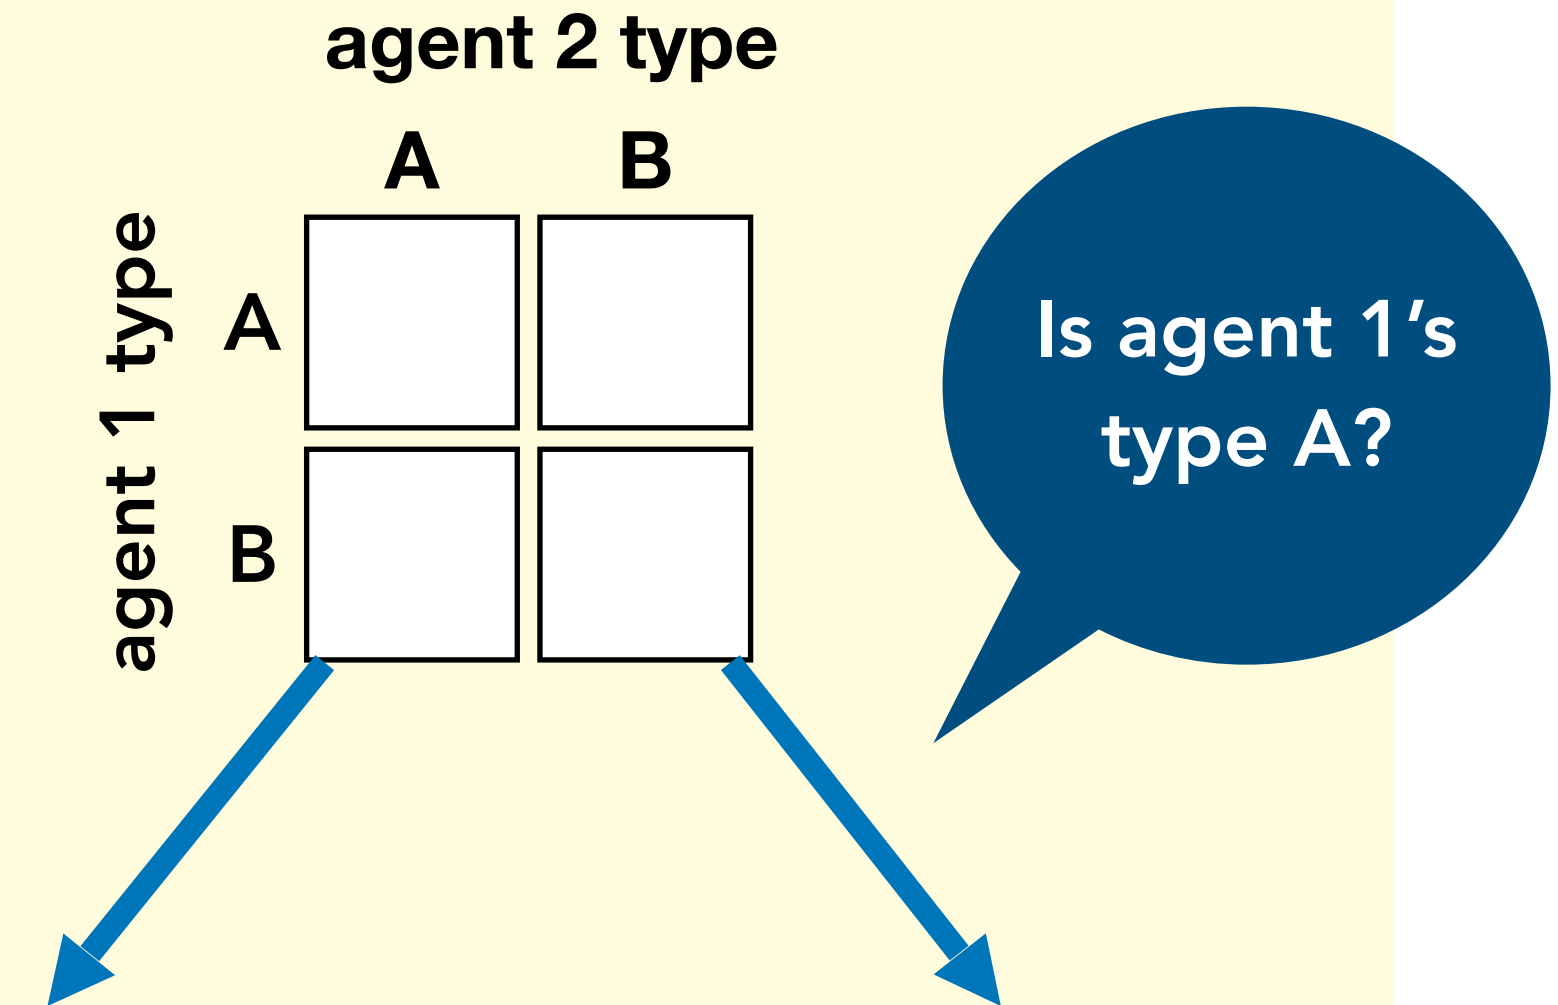 agent 2 type
A B
agent 1 type
A
B
Is agent 1’s
type A?